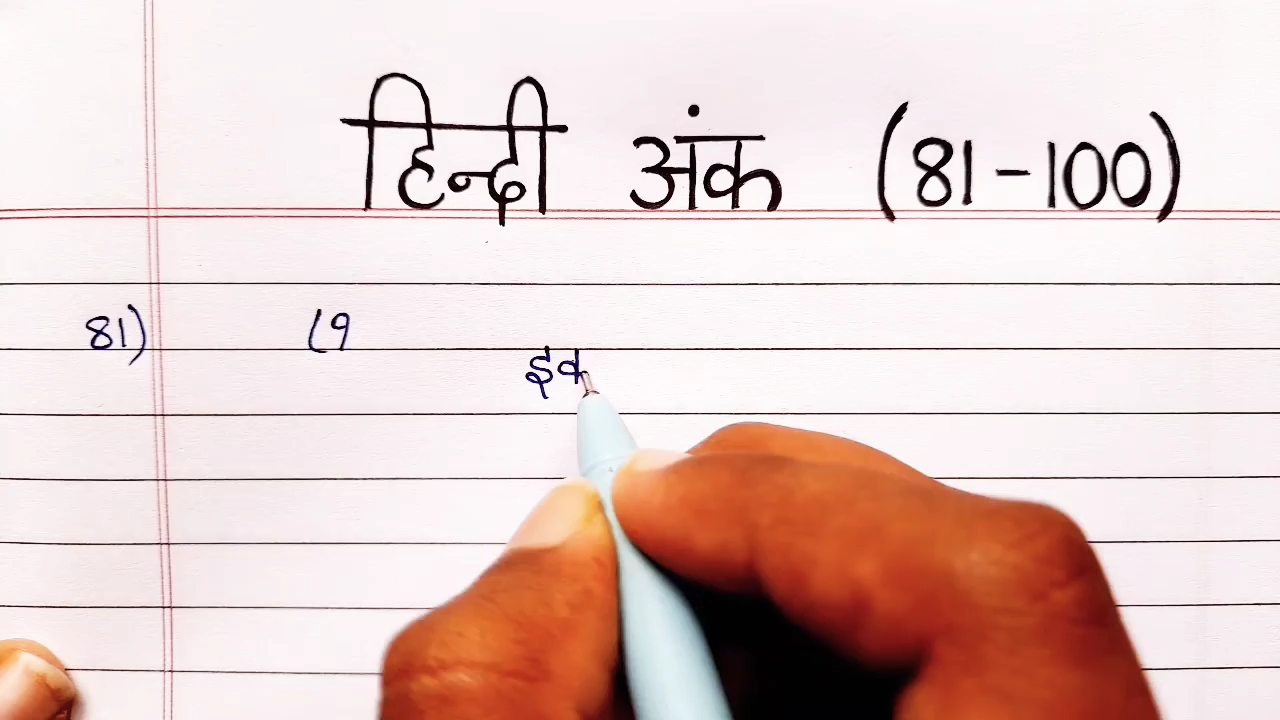 हिन्दी अंक (81-100)
81) ८१
इक